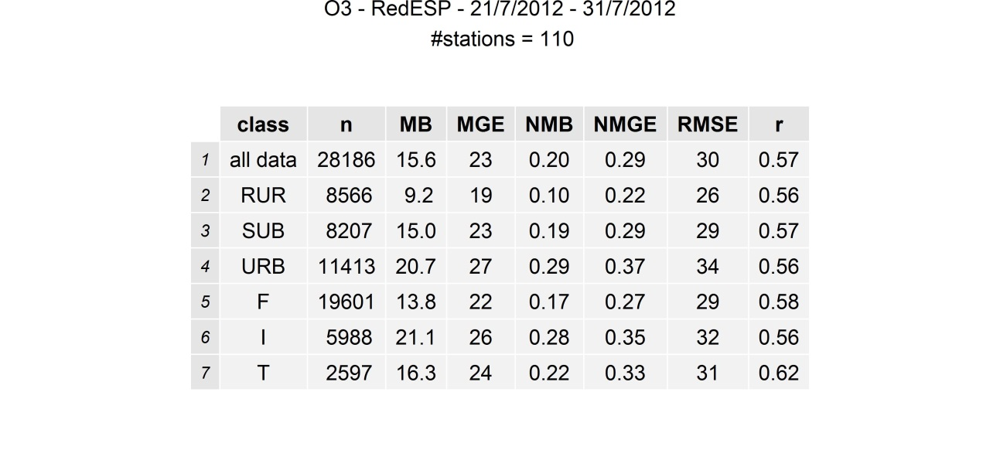 O3 - RedESP - 21/7/2012 - 31/7/2012
#stations = 110
class n MB MGE NMB NMGE RMSE r
1 all data 28186 15.6 23 0.20 0.29 30 0.57
2 RUR 8566 9.2 19 0.10 0.22 26 0.56
3 SUB 8207 15.0 23 0.19 0.29 29 0.57
4 URB 11413 20.7 27 0.29 0.37 34 0.56
5 F 19601 13.8 22 0.17 0.27 29 0.58
6 I 5988 21.1 26 0.28 0.35 32 0.56
7 T 2597 16.3 24 0.22 0.33 31 0.62